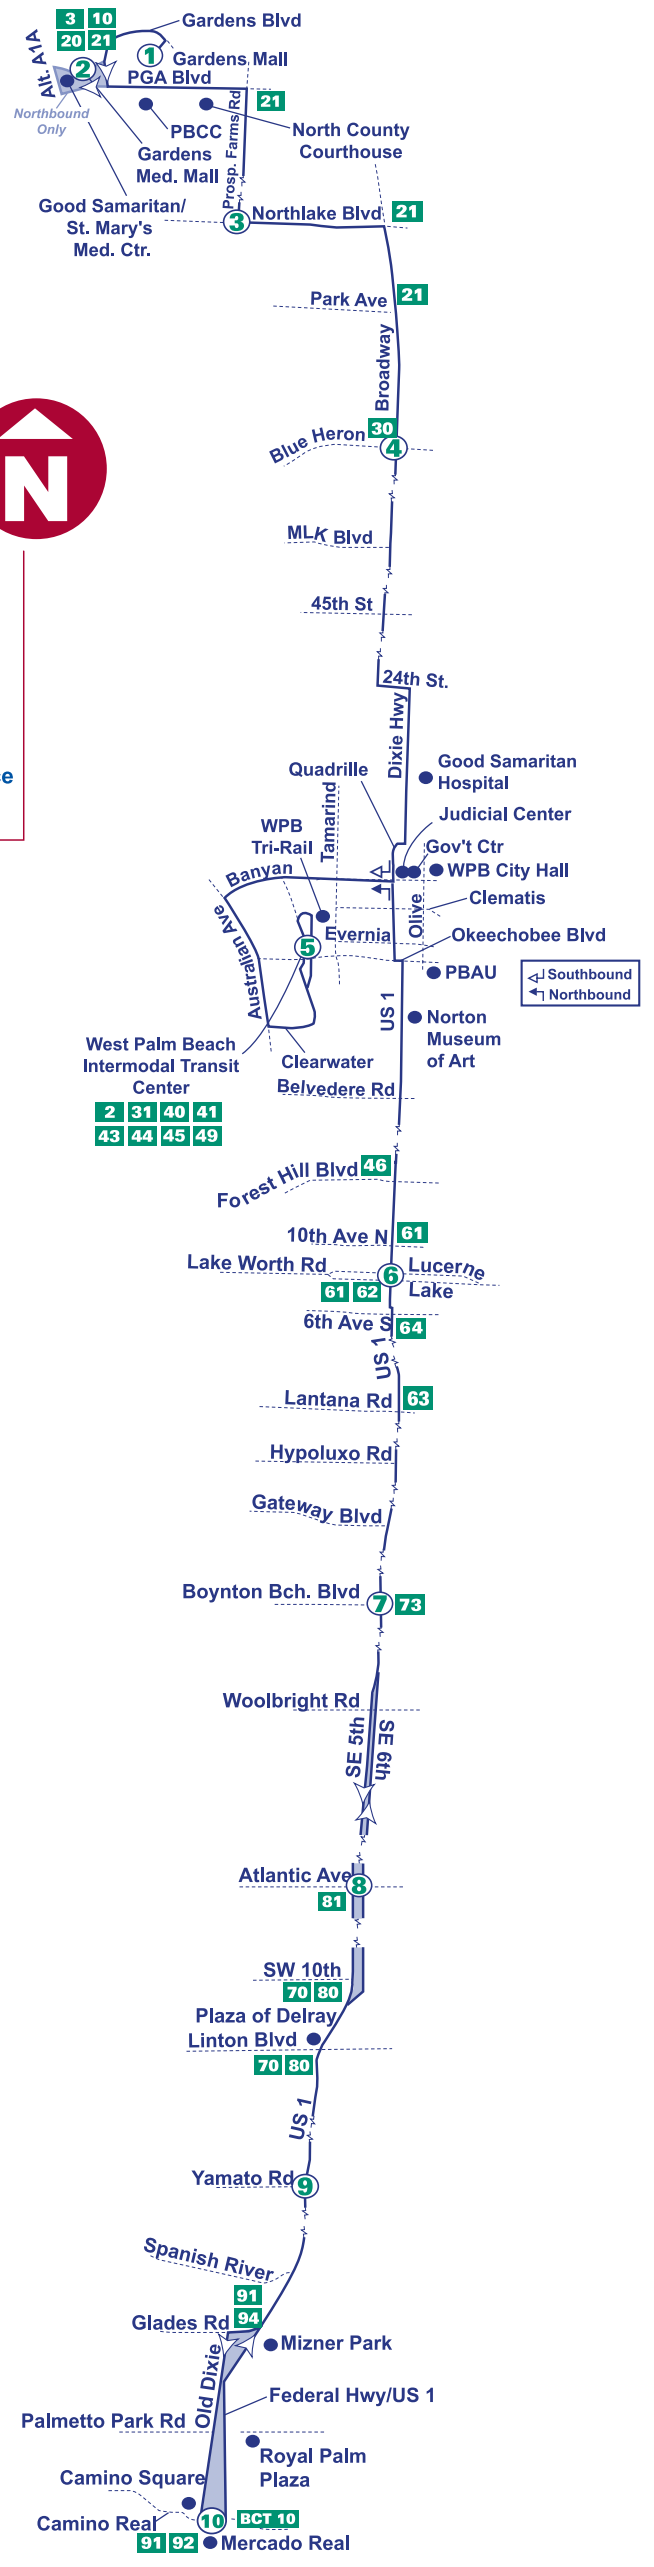 3 10
20 21
Gardens Blvd
Alt. A1A
1
Gardens Mall
2
PGA Blvd
Northbound
Only
21
PBCC
North County
Courthouse
Gardens
Med. Mall
Prosp. Farms/Rd
Good Samaritan/
St. Mary's
Med. Ctr.
3
Northlake Blvd
21
Park Ave
21
Broadway
30
Blue Heron
4
N
MLK Blvd
45th St
24th St.
Dixie Hwy
Quadrille
Good Samaritan
Hospital
ce
Tamarind
Judicial Center
WPB
Tri-Rail
Gov't Ctr
Banyan
WPB City Hall
Clematis
Australian Ave
Olive
Evernia
5
Okeechobee Blvd
PBAU
Southbound
Northbound
US 1
Norton
Museum
of Art
West Palm Beach
Intermodal Transit
Center
Clearwater
Belvedere Rd
2 31 40 41
43 44 45 49
Forest Hill Blvd
46
10th Ave N
61
Lake Worth Rd
6
Lucerne
61 62
Lake
6th Ave S
64
US 1
Lantana Rd
63
Hypoluxo Rd
Gateway Blvd
Boynton Bch. Blvd
7
73
Woolbright Rd
SE 5th
SE 6th
Atlantic Ave
8
81
SW 10th
70 80
Plaza of Delray
Linton Blvd
70 80
US 1
Yamato Rd
9
Spanish River
91
94
Glades Rd
Mizner Park
Old Dixie
Federal Hwy/US 1
Palmetto Park Rd
Royal Palm
Plaza
Camino Square
Camino Real
10
BCT 10
91 92
Mercado Real